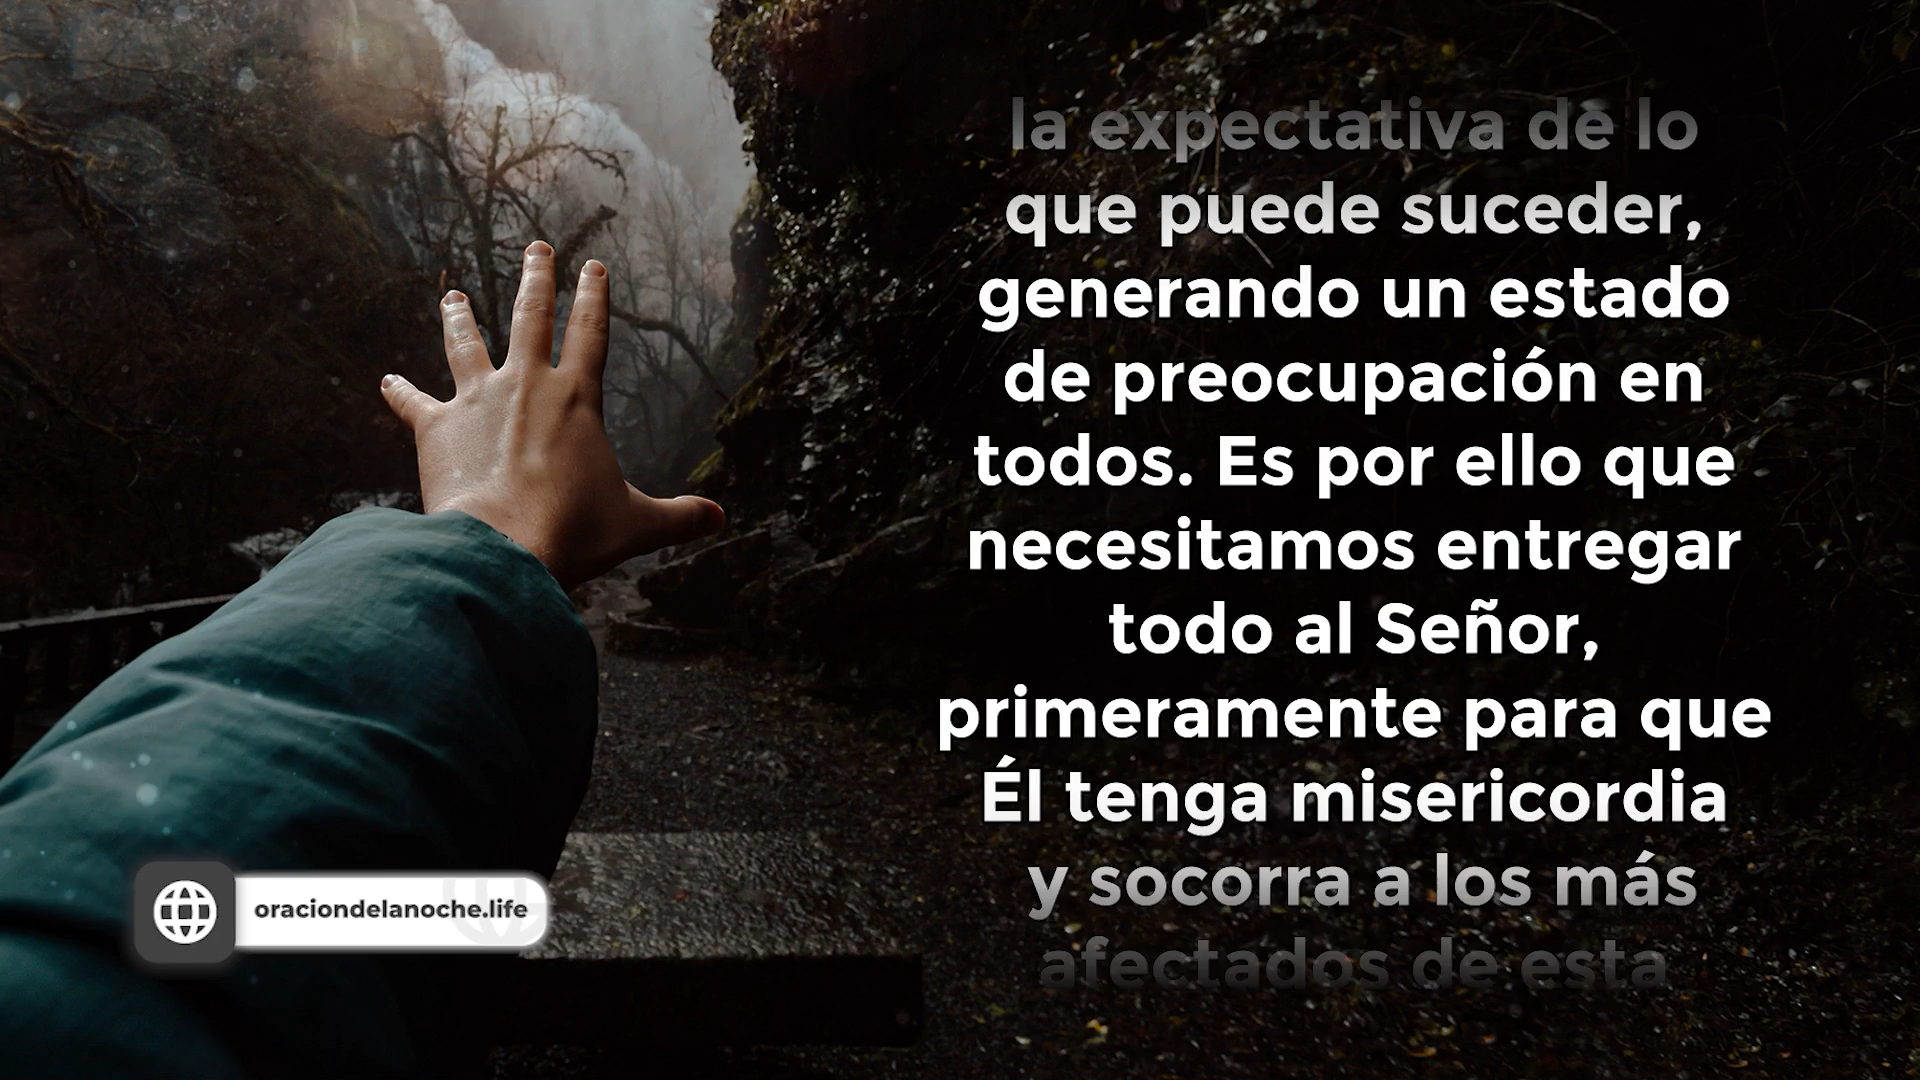 la expectativa de lo
que puede suceder,
generando un estado
de preocupación en
todos. Es por ello que
necesitamos entregar
todo al Señor,
primeramente para que
Él tenga misericordia
y socorra a los más
afectados de esta
oraciondelanoche.life